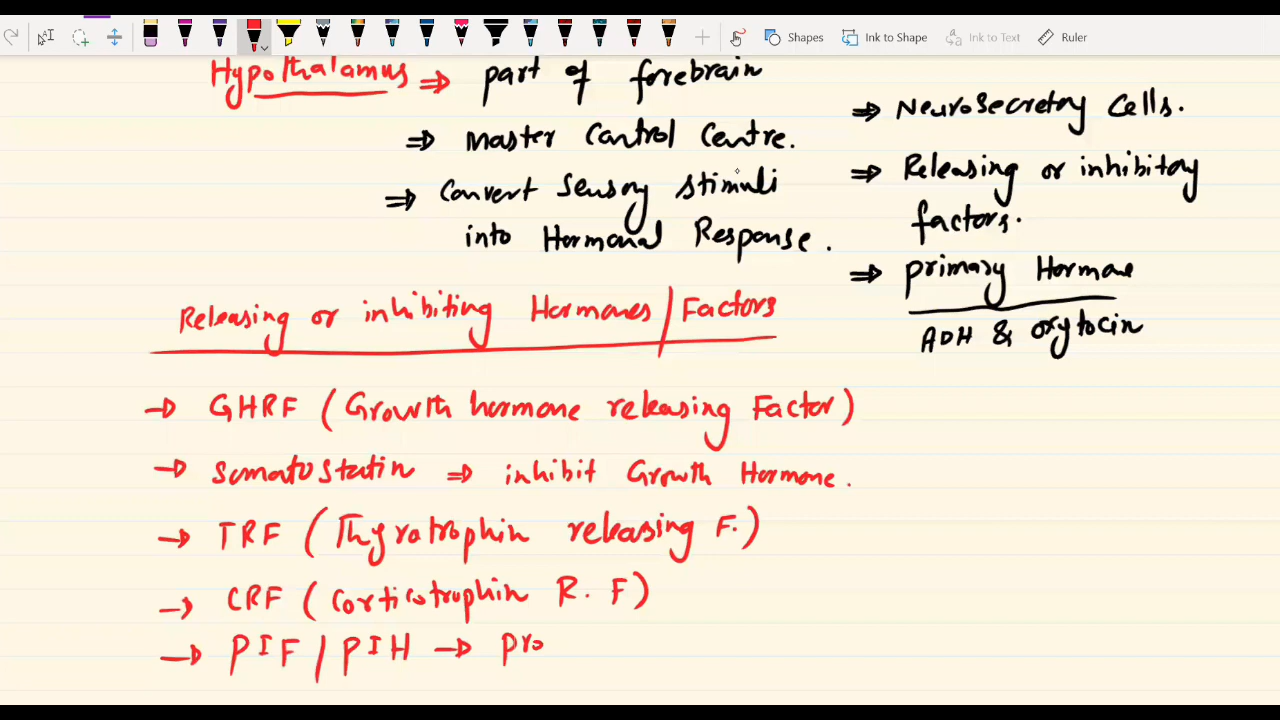 Shapes
Ink to Shape
Ink to Text
Ruler
Hypothalamus ⇒ part of forebrain
⇒ Master Control Centre.
⇒ Convert Sensory stimuli
into Hormonal Response.
⇒ Neurosecretry Cells.
⇒ Releasing or inhibitory
factors.
⇒ primary Hormone
ADH & oxytocin
Releasing or inhibiting Hormones/Factors
→ GHRF (Growth hormone releasing Factor)
→ Somatostatin ⇒ inhibit Growth Hormone.
→ TRF (Thyrotrophin releasing F.)
→ CRF (Corticotrophin R. F)
→ PIF/PIH → pro